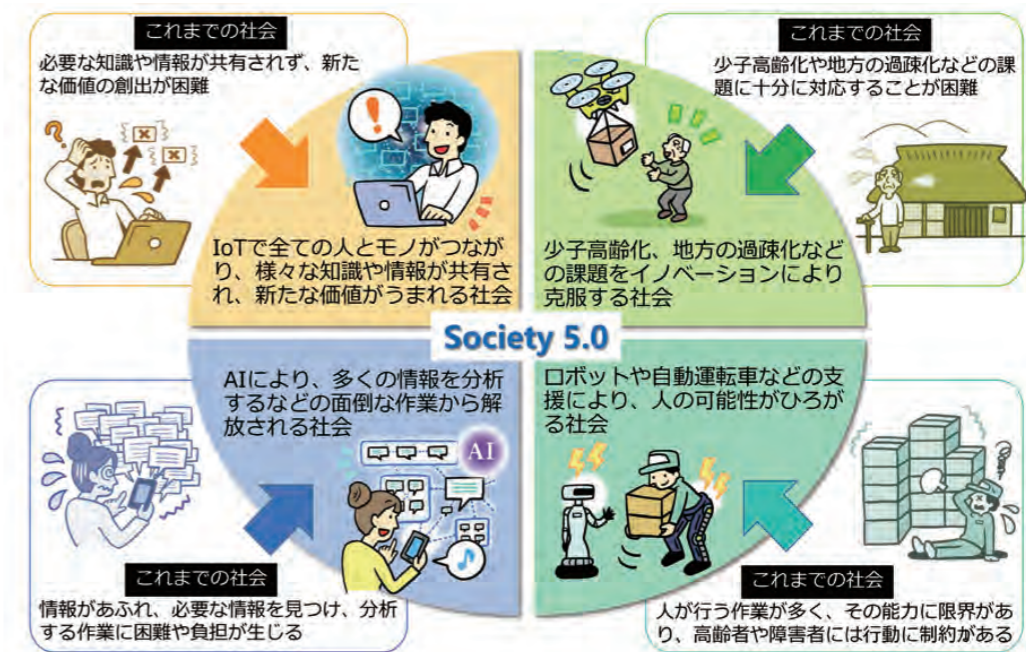 これまでの社会
必要な知識や情報が共有されず、新た
な価値の創出が困難
?
!
IoTで全ての人とモノがつなが
り、様々な知識や情報が共有さ
れ、新たな価値がうまれる社会
これまでの社会
少子高齢化や地方の過疎化などの課
題に十分に対応することが困難
少子高齢化、地方の過疎化など
の課題をイノベーションにより
克服する社会
Society 5.0
AIにより、多くの情報を分析
するなどの面倒な作業から解
放される社会
AI
これまでの社会
情報があふれ、必要な情報を見つけ、分析
する作業に困難や負担が生じる
ロボットや自動運転車などの支
援により、人の可能性がひろが
る社会
これまでの社会
人が行う作業が多く、その能力に限界があ
り、高齢者や障害者には行動に制約がある